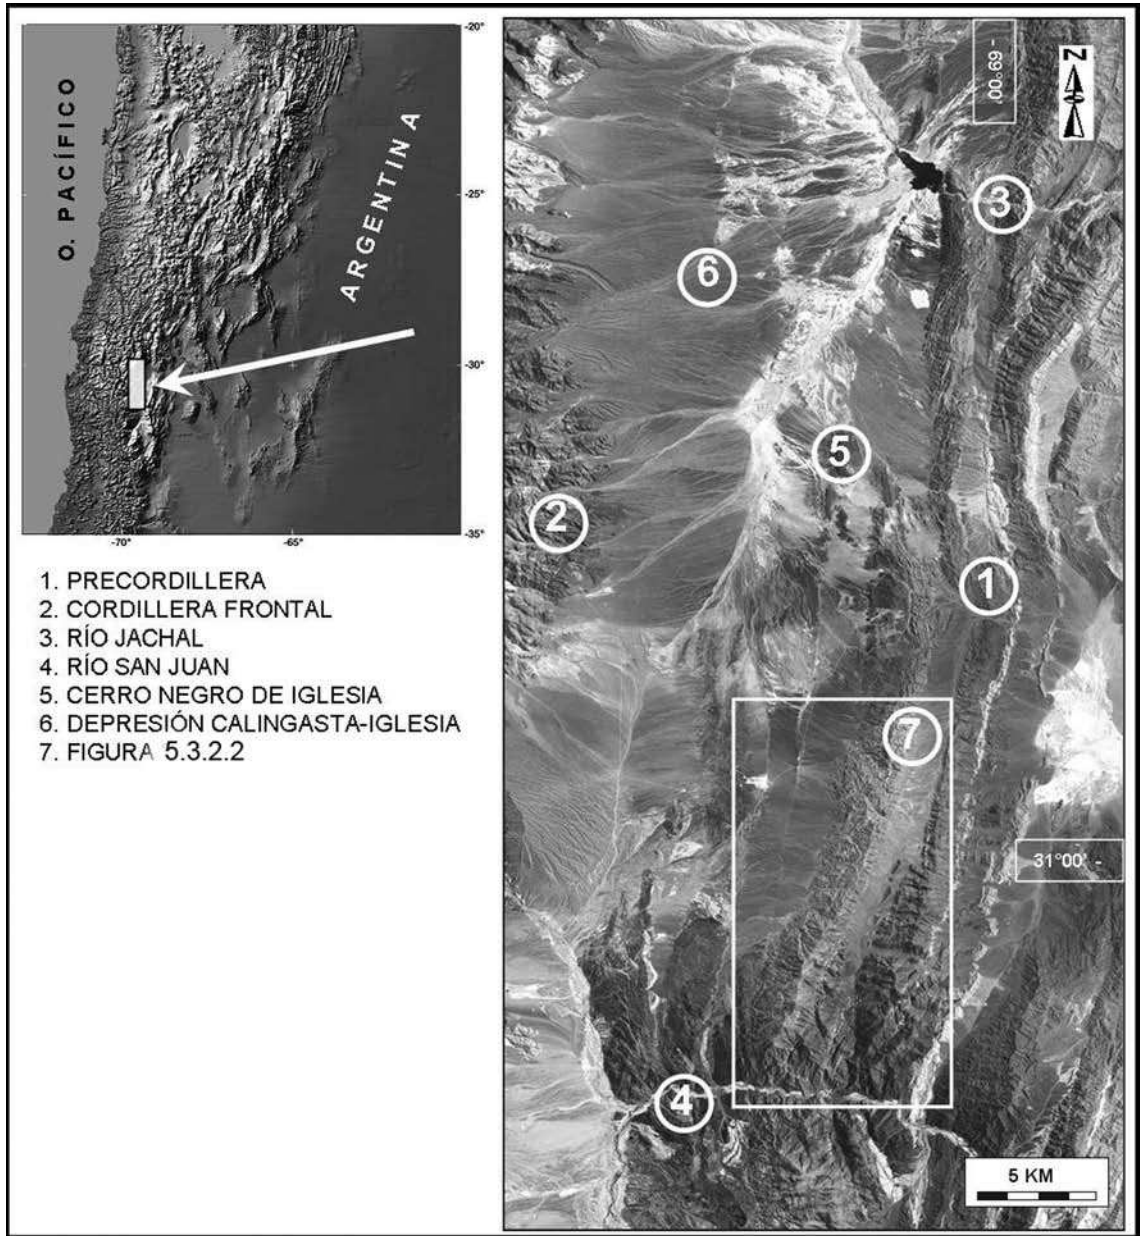 -20°
O. PACÍFICO
ARGENTINA
-25°
-30°
-35°
-70°
-65°
1. PRECORDILLERA
2. CORDILLERA FRONTAL
3. RÍO JACHAL
4. RÍO SAN JUAN
5. CERRO NEGRO DE IGLESIA
6. DEPRESIÓN CALINGASTA-IGLESIA
7. FIGURA 5.3.2.2
69°00' -
N
3
6
5
2
1
7
31°00' -
4
5 KM